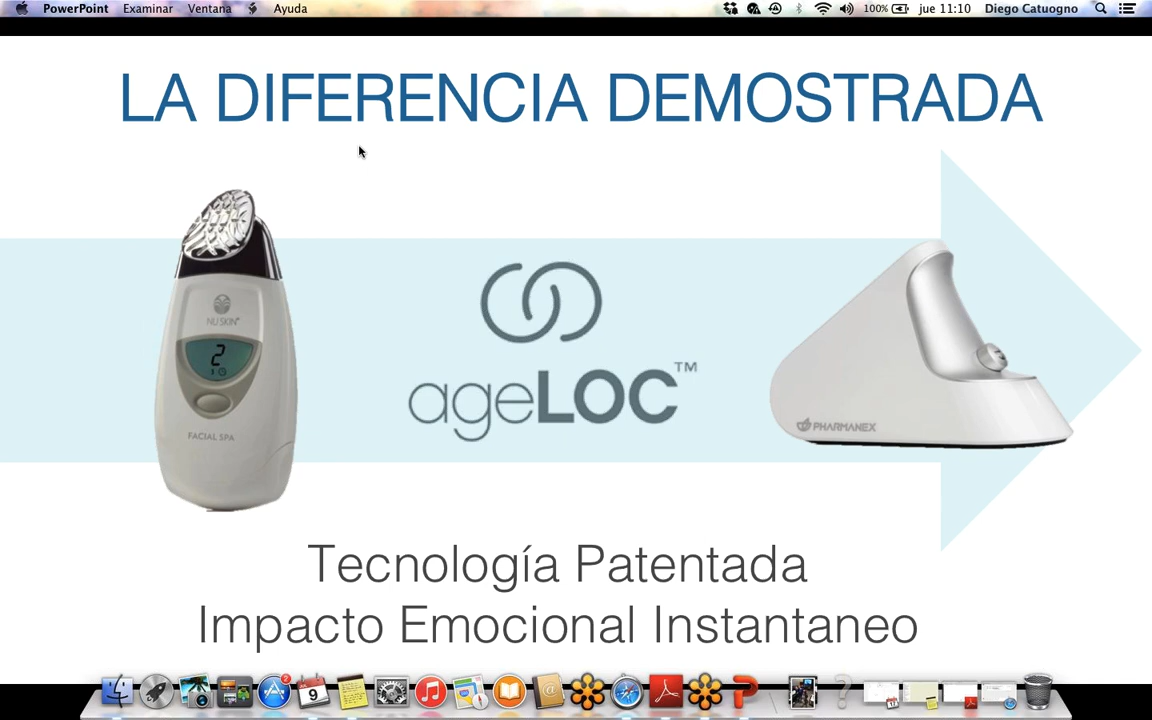 PowerPoint Examinar Ventana Ayuda 100% jue 11:10 Diego Catuogno
LA DIFERENCIA DEMOSTRADA
NU SKIN
2
FACIAL SPA
ageLOC™
PHARMANEX
Tecnología Patentada
Impacto Emocional Instantaneo
9